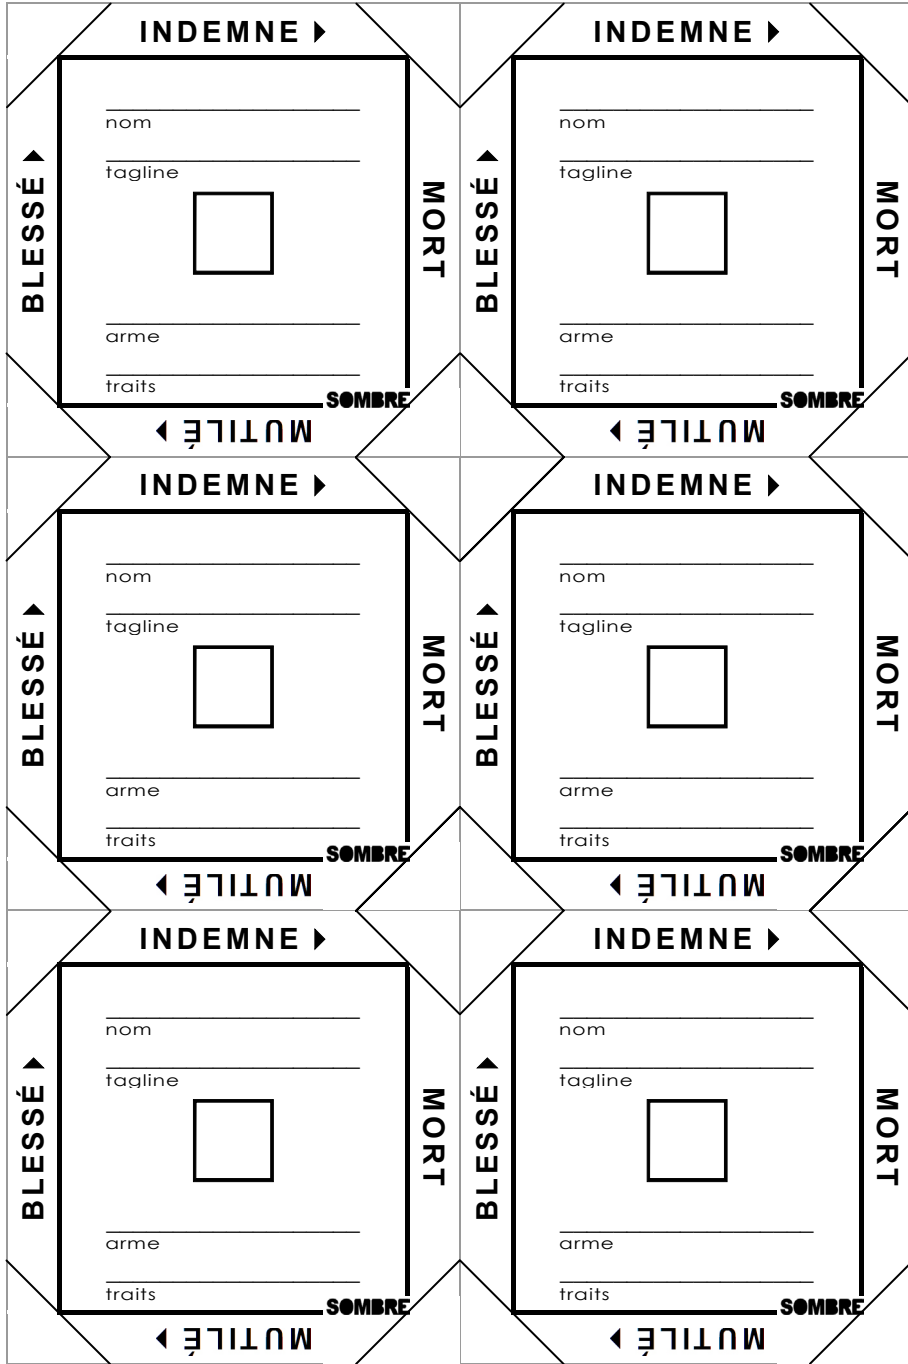 INDEMNE
INDEMNE
nom
nom
tagline
tagline
BLESSÉ
MORT
BLESSÉ
MORT
arme
arme
traits
traits
SOMBRE
SOMBRE
MUTILÉ
MUTILÉ
INDEMNE
INDEMNE
nom
nom
tagline
tagline
BLESSÉ
MORT
BLESSÉ
MORT
arme
arme
traits
traits
SOMBRE
SOMBRE
MUTILÉ
MUTILÉ
INDEMNE
INDEMNE
nom
nom
tagline
tagline
BLESSÉ
MORT
BLESSÉ
MORT
arme
arme
traits
traits
SOMBRE
SOMBRE
MUTILÉ
MUTILÉ